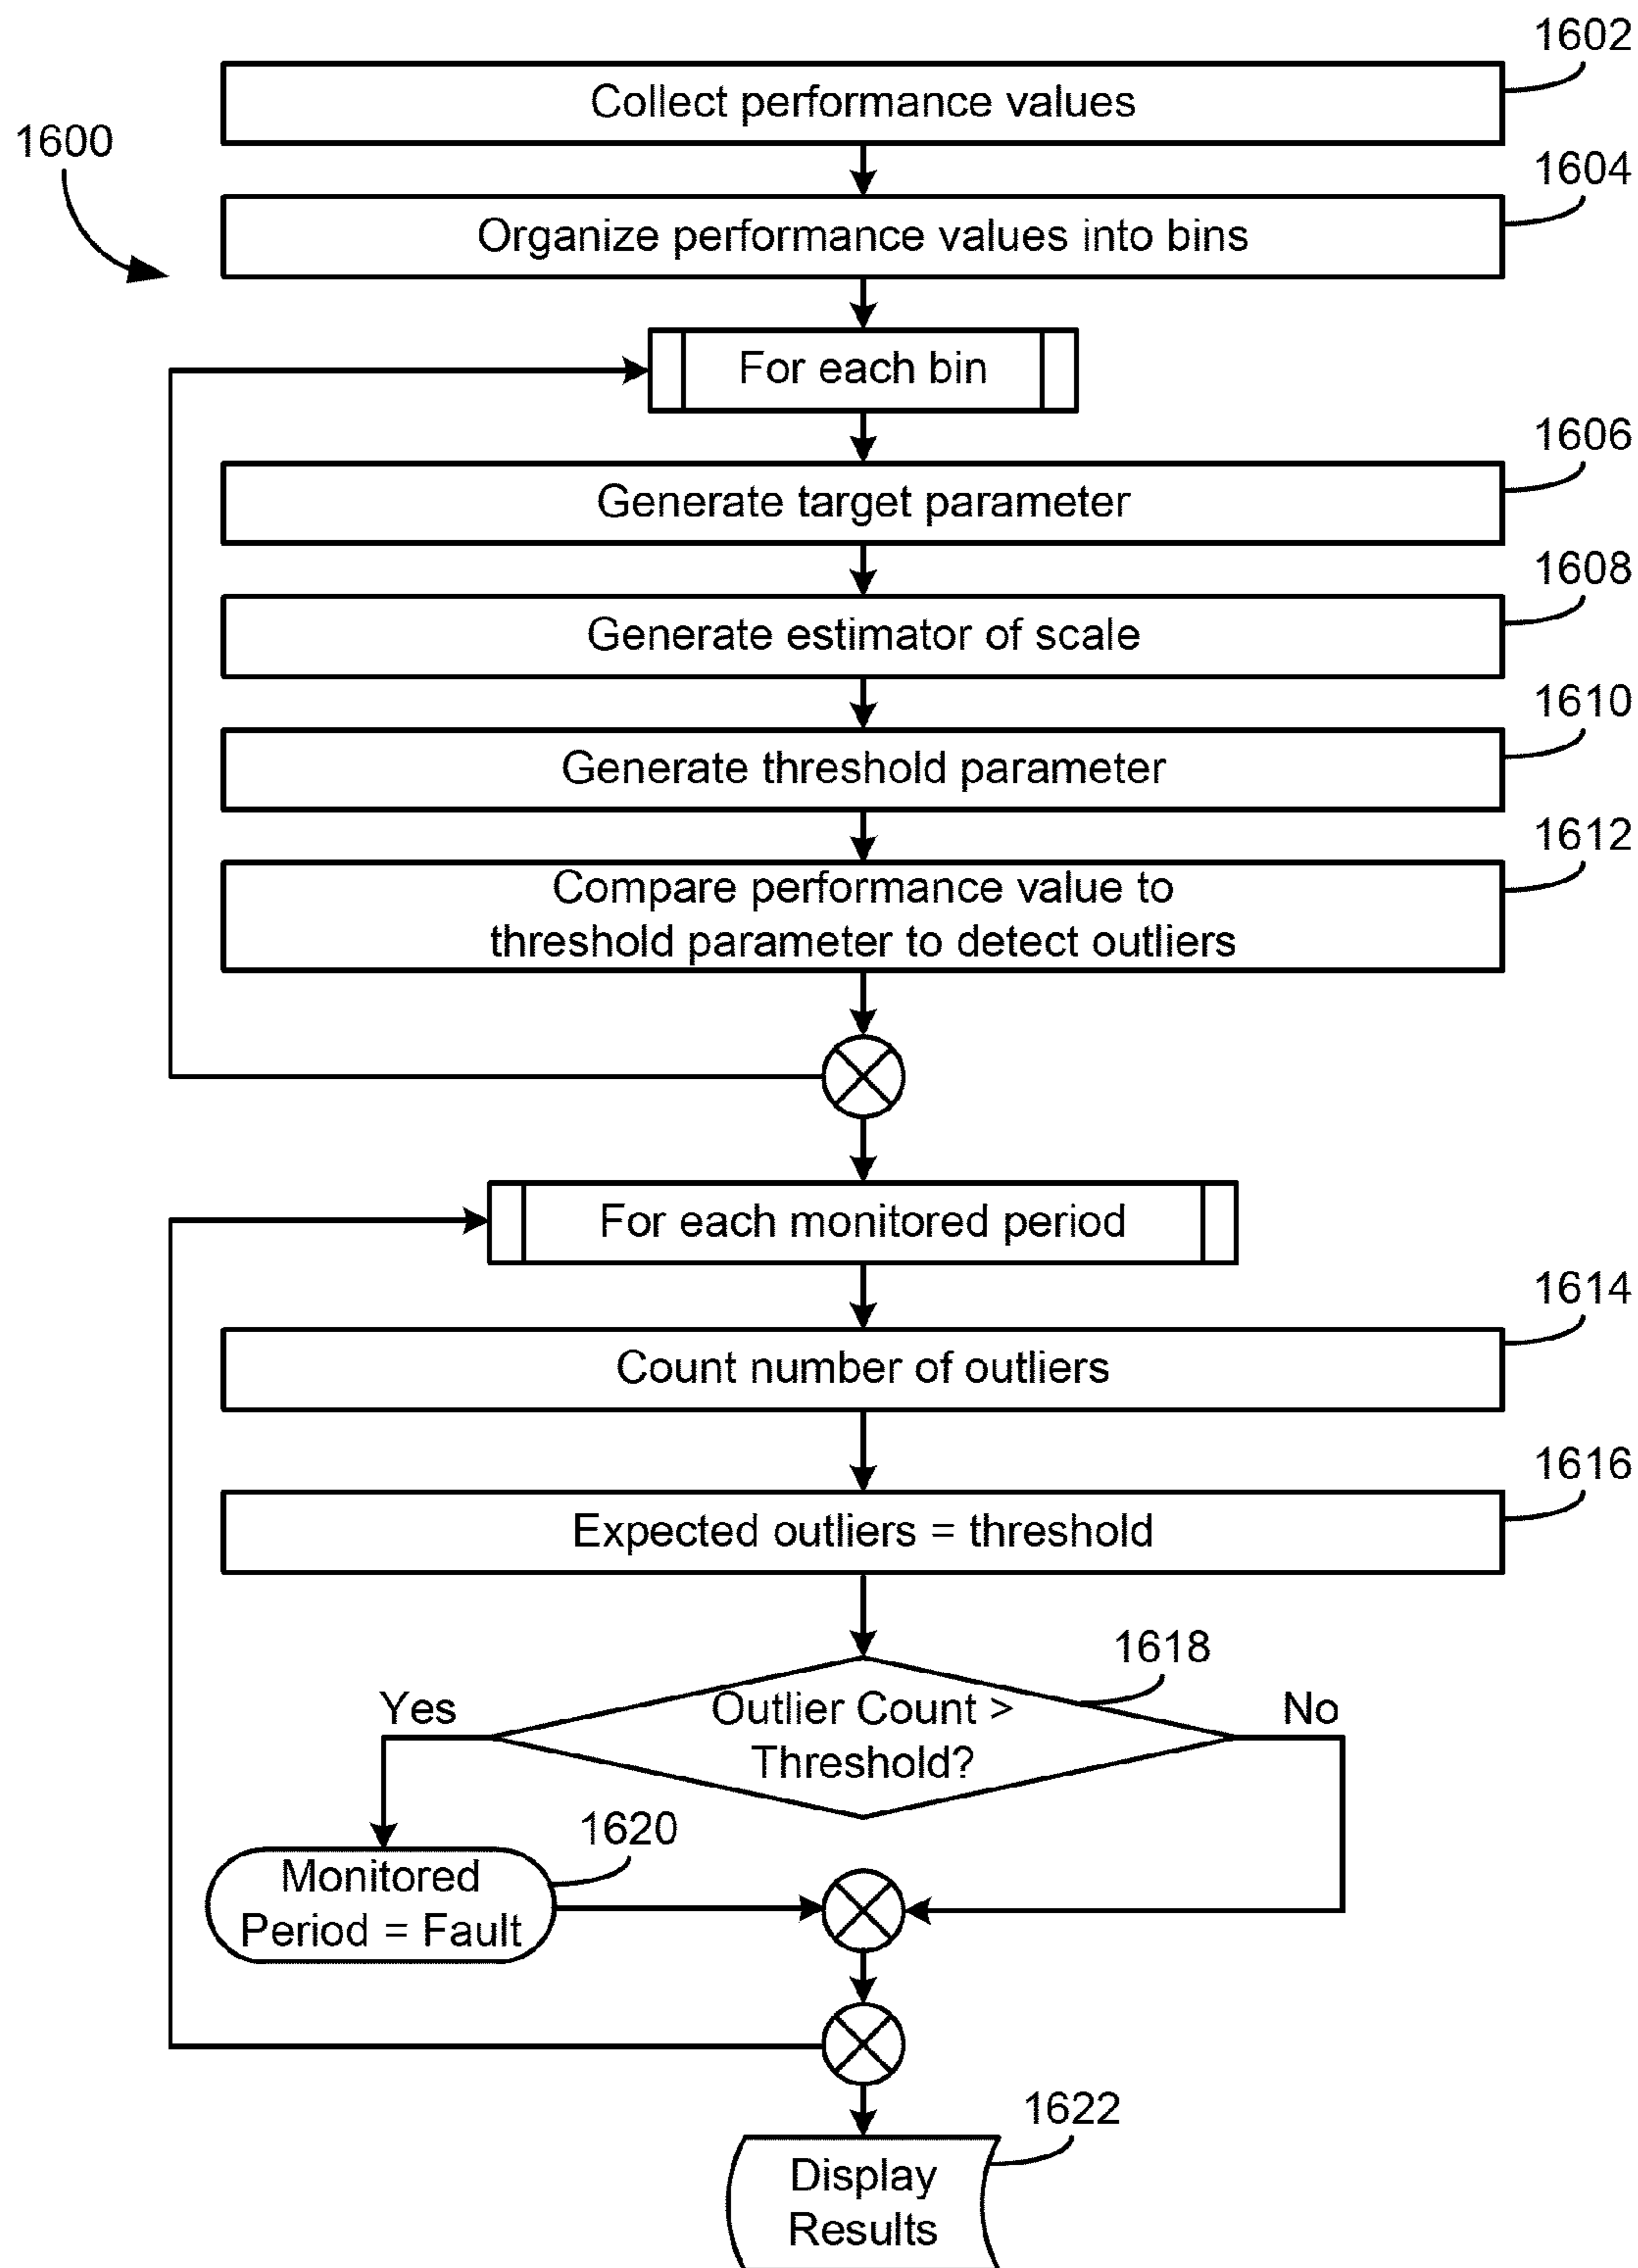 1602
Collect performance values
1600
1604
Organize performance values into bins
For each bin
1606
Generate target parameter
1608
Generate estimator of scale
1610
Generate threshold parameter
1612
Compare performance value to
threshold parameter to detect outliers
For each monitored period
1614
Count number of outliers
1616
Expected outliers = threshold
1618
Yes
Outlier Count >
Threshold?
No
1620
Monitored
Period = Fault
1622
Display
Results